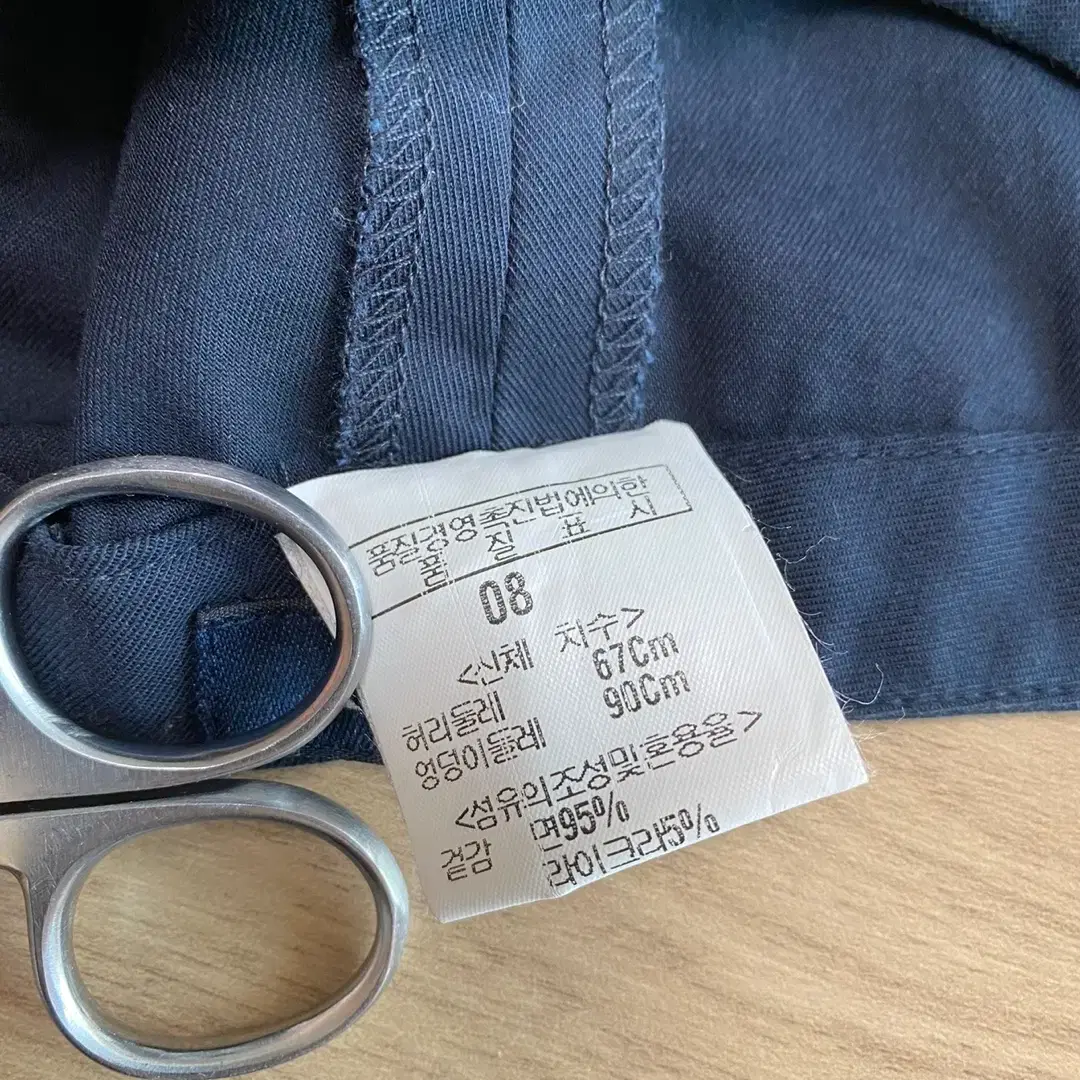 품질경영촉진법에의한
품 질 표 시
08
<신체 치수>
허리둘레 67Cm
엉덩이둘레 90Cm
<섬유의조성및혼용율>
겉감 면95%
라이크라5%